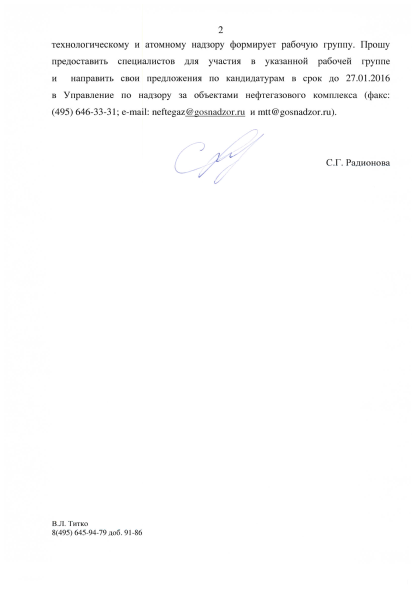 2
технологическому и атомному надзору формирует рабочую группу. Прошу
предоставить специалистов для участия в указанной рабочей группе
и направить свои предложения по кандидатурам в срок до 27.01.2016
в Управление по надзору за объектами нефтегазового комплекса (факс:
(495) 646-33-31; e-mail: neftegaz@gosnadzor.ru и mtt@gosnadzor.ru).
С.Г. Радионова
В.Л. Титко
8(495) 645-94-79 доб. 91-86